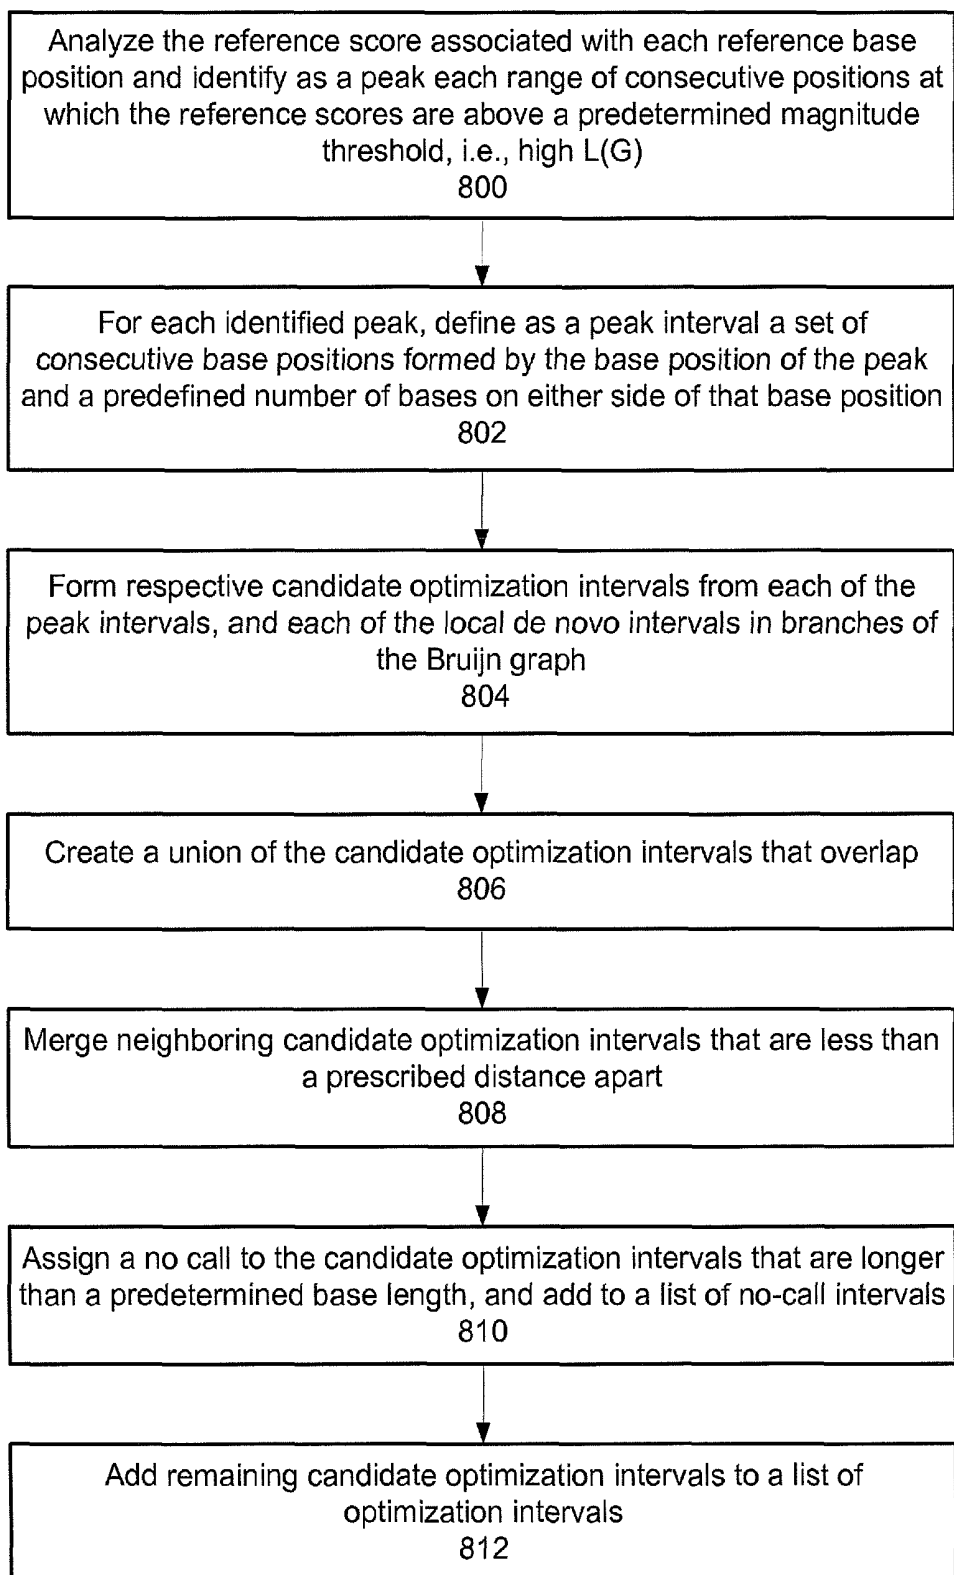 Analyze the reference score associated with each reference base
position and identify as a peak each range of consecutive positions at
which the reference scores are above a predetermined magnitude
threshold, i.e., high L(G)
800
For each identified peak, define as a peak interval a set of
consecutive base positions formed by the base position of the peak
and a predefined number of bases on either side of that base position
802
Form respective candidate optimization intervals from each of the
peak intervals, and each of the local de novo intervals in branches of
the Bruijn graph
804
Create a union of the candidate optimization intervals that overlap
806
Merge neighboring candidate optimization intervals that are less than
a prescribed distance apart
808
Assign a no call to the candidate optimization intervals that are longer
than a predetermined base length, and add to a list of no-call intervals
810
Add remaining candidate optimization intervals to a list of
optimization intervals
812